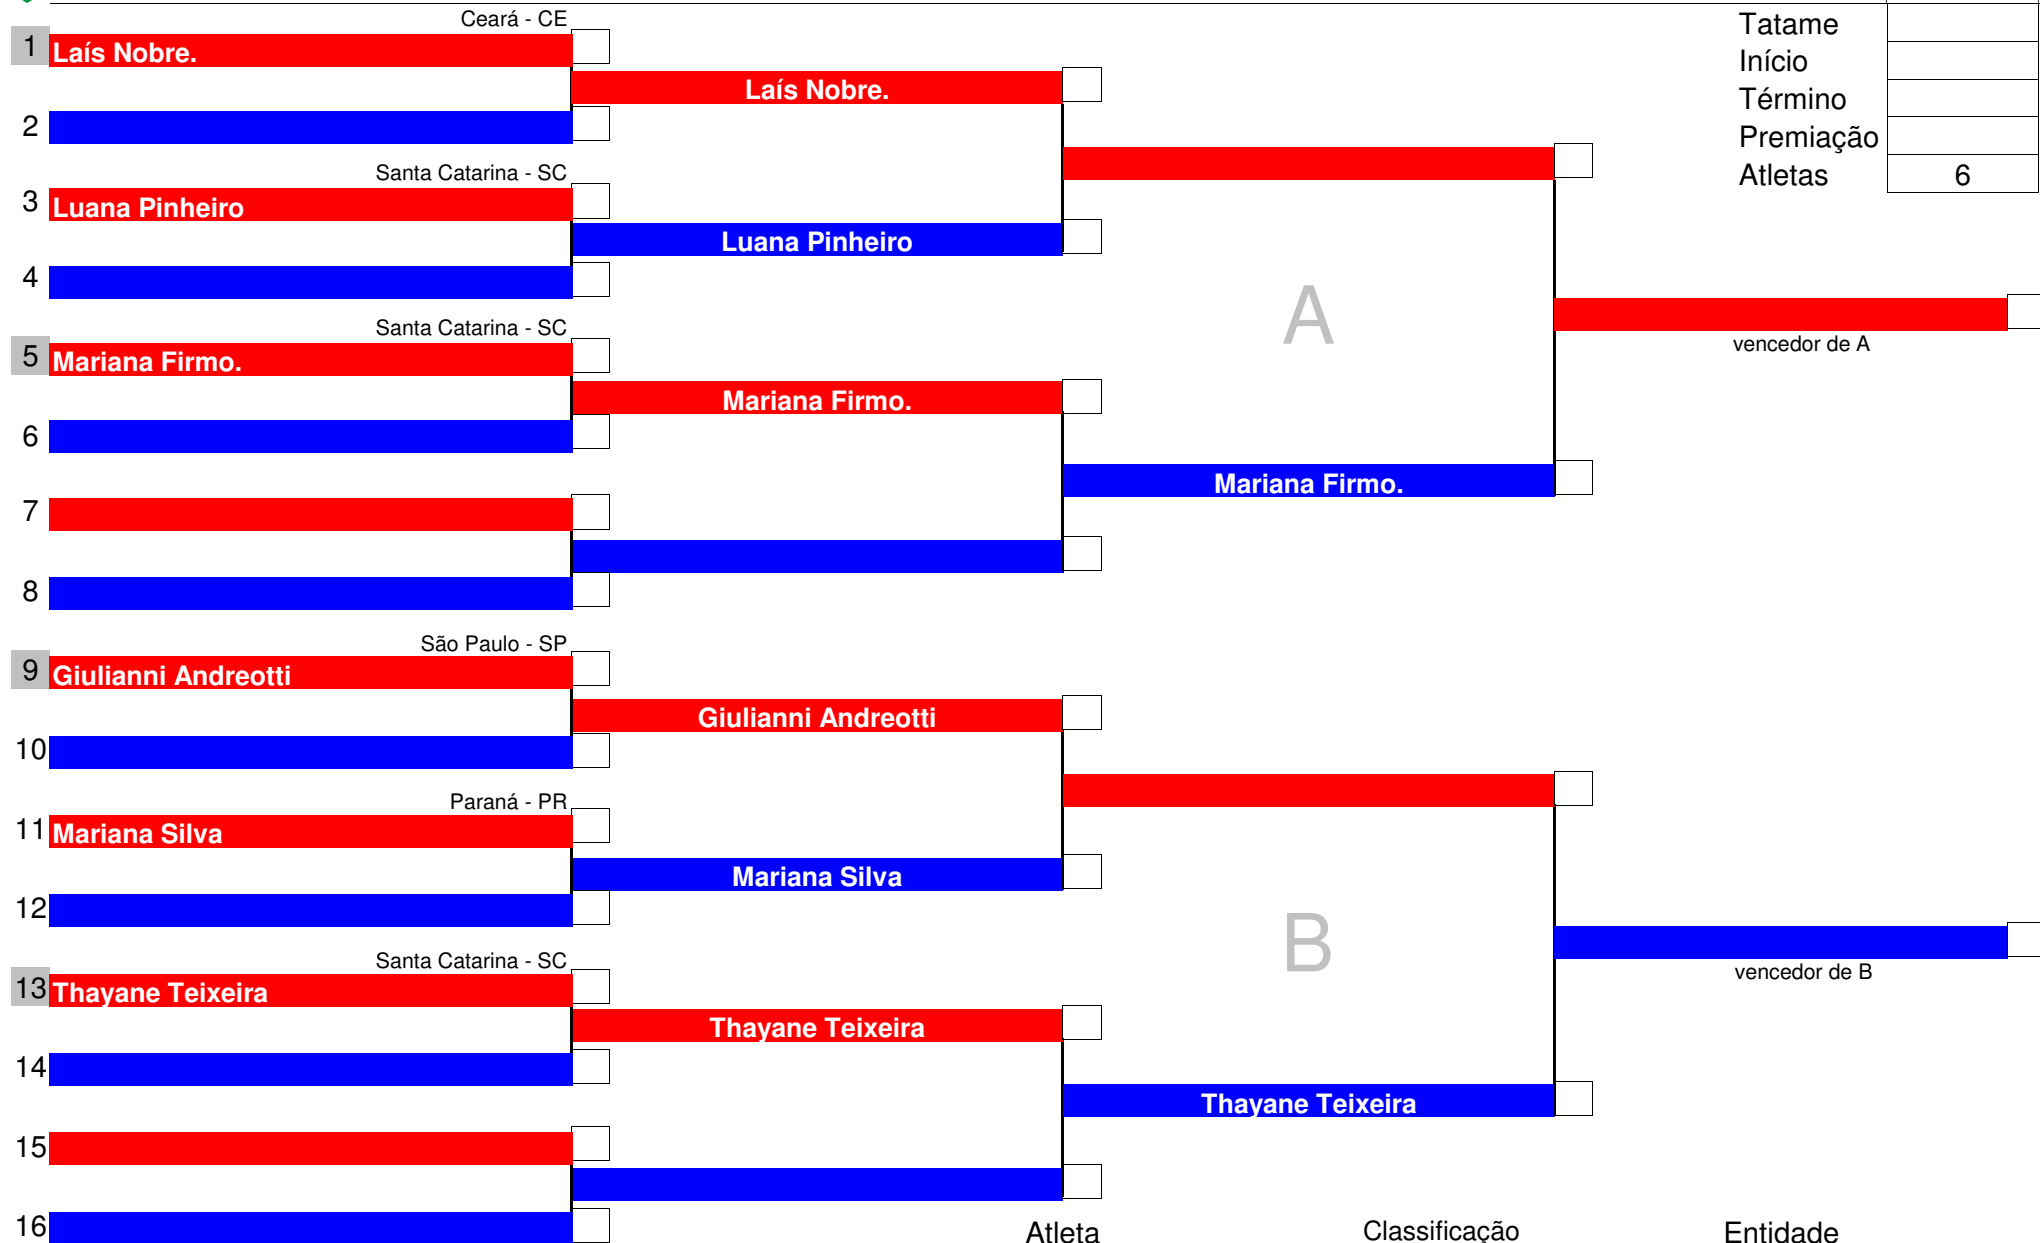 Ceará - CE
Tatame
1 Laís Nobre.
Início
Laís Nobre.
Término
2
Premiação
Santa Catarina - SC
Atletas 6
3 Luana Pinheiro
Luana Pinheiro
4
A
Santa Catarina - SC
vencedor de A
5 Mariana Firmo.
Mariana Firmo.
6
Mariana Firmo.
7
8
São Paulo - SP
9 Giulianni Andreotti
Giulianni Andreotti
10
Paraná - PR
11 Mariana Silva
Mariana Silva
12
B
Santa Catarina - SC
vencedor de B
13 Thayane Teixeira
Thayane Teixeira
14
Thayane Teixeira
15
16
Atleta Classificação Entidade